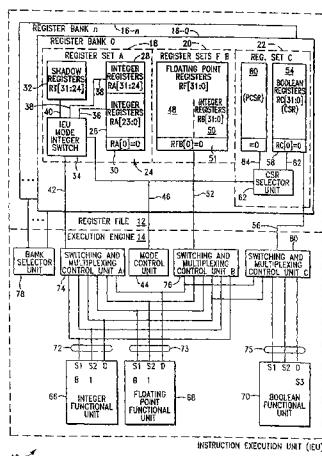 REGISTER BANK n
16-n
16-0
REGISTER BANK 0
18
20
22
REGISTER SET A
28
REGISTER SETS F B
REG. SET C
32
SHADOW REGISTERS
RT[31:24]
38
INTEGER REGISTERS
RA[31:24]
FLOATING POINT REGISTERS
RF[31:0]
60
(PCSR)
54
BOOLEAN REGISTERS
RC[31:0]
(CSR)
38
40
36
IEU MODE INTEGER SWITCH
26
INTEGER REGISTERS
RA[23:0]
48
INTEGER REGISTERS
RB[31:0]
50
51
RA[0]=0
RFB[0]=0
=0
RC[0]=0
30
24
34
64
58
62
CSR SELECTOR UNIT
62
42
46
52
56
REGISTER FILE 12
EXECUTION ENGINE 14
80
BANK SELECTOR UNIT
78
SWITCHING AND MULTIPLEXING CONTROL UNIT A
74
MODE CONTROL UNIT
44
SWITCHING AND MULTIPLEXING CONTROL UNIT B
76
SWITCHING AND MULTIPLEXING CONTROL UNIT C
72
73
75
S1 S2 D
B I
INTEGER FUNCTIONAL UNIT
66
S1 S2 D
B I
FLOATING POINT FUNCTIONAL UNIT
68
S1 S2 D
S3
BOOLEAN FUNCTIONAL UNIT
70
INSTRUCTION EXECUTION UNIT (IEU)